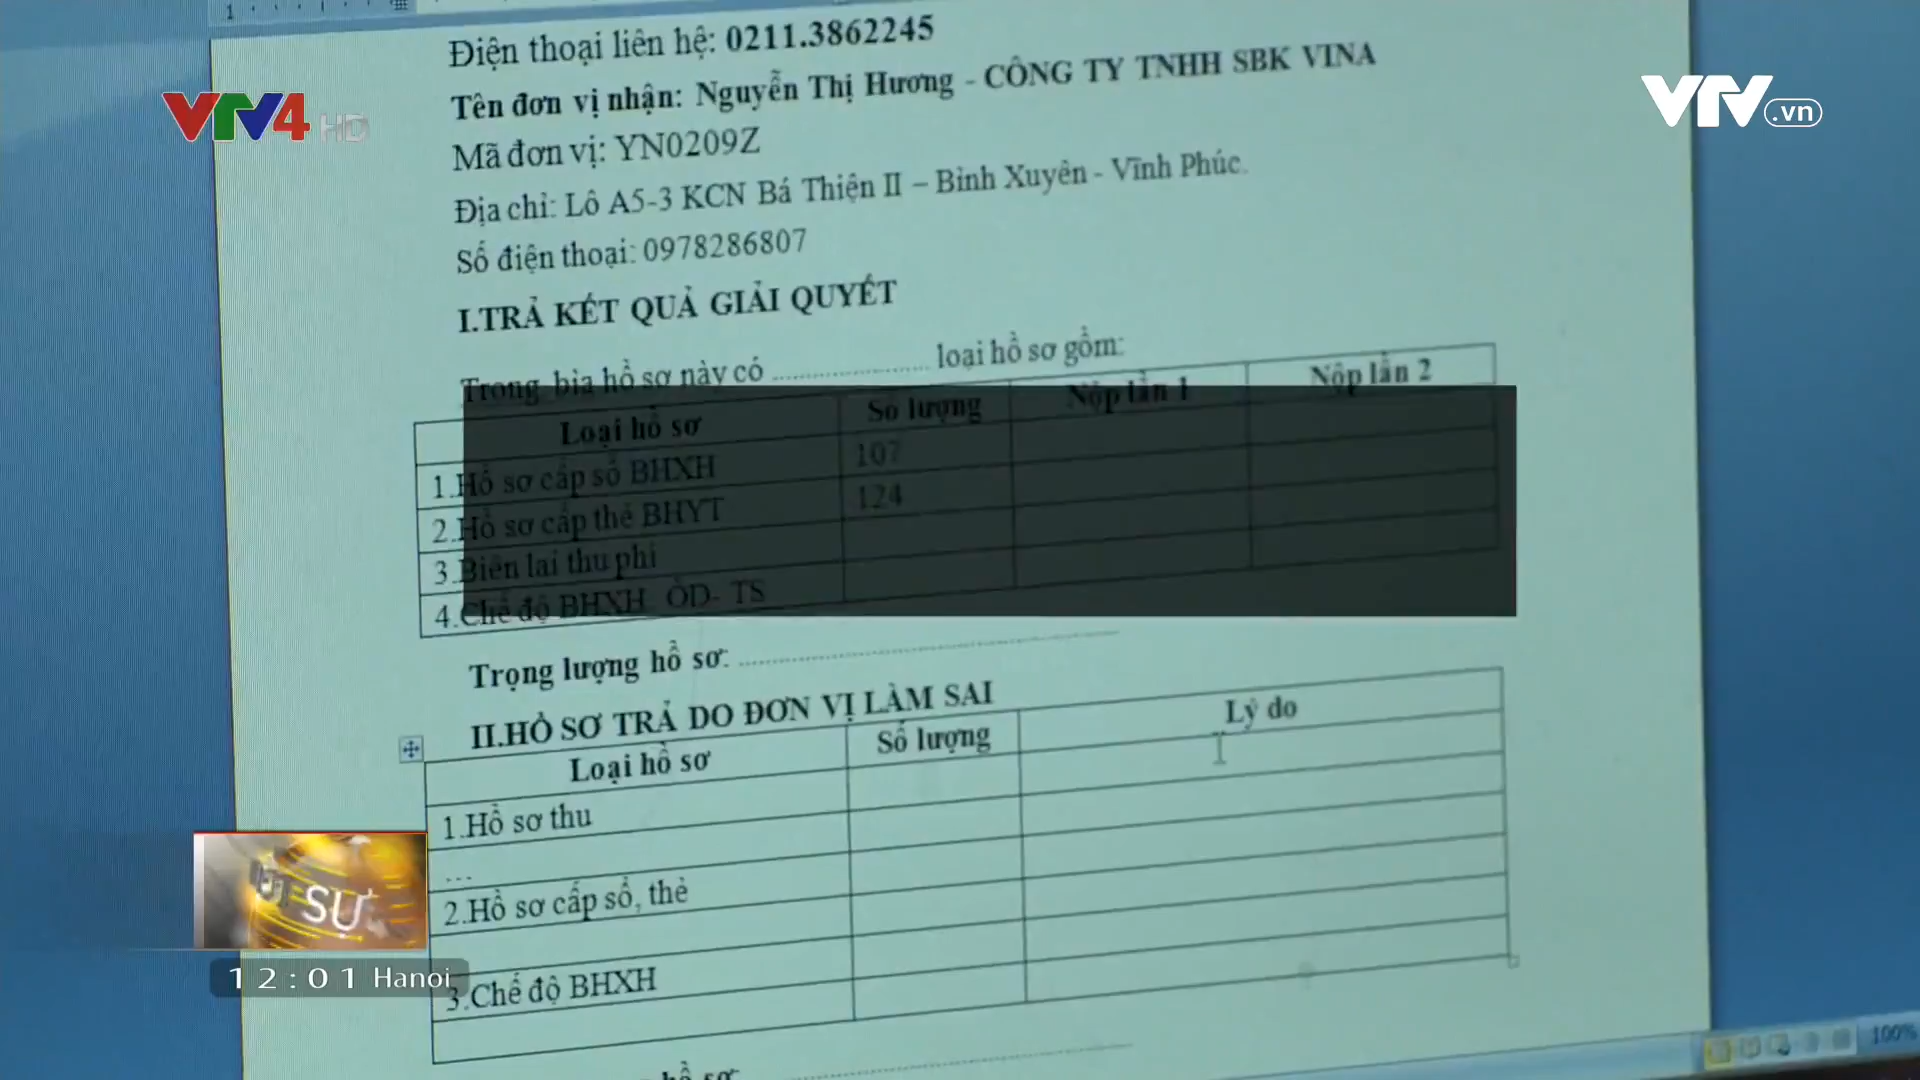 1
Điện thoại liên hệ: 0211.3862245
Tên đơn vị nhận: Nguyễn Thị Hương - CÔNG TY TNHH SBK VINA
Mã đơn vị: YN0209Z
Địa chỉ: Lô A5-3 KCN Bá Thiện II – Bình Xuyên - Vĩnh Phúc.
Số điện thoại: 0978286807
I.TRẢ KẾT QUẢ GIẢI QUYẾT
Trong bìa hồ sơ này có .................... loại hồ sơ gồm:
Loại hồ sơ Số lượng Nộp lần 1 Nộp lần 2
1.Hồ sơ cấp sổ BHXH 107
2.Hồ sơ cấp thẻ BHYT 124
3.Biên lai thu phí
4.Chế độ BHXH ÔD- TS
Trọng lượng hồ sơ: ....................
II.HỒ SƠ TRẢ DO ĐƠN VỊ LÀM SAI
Loại hồ sơ Số lượng Lý do
1.Hồ sơ thu
...
2.Hồ sơ cấp sổ, thẻ
3.Chế độ BHXH
hồ sơ:
VTV4 HD
VTV.vn
SỰ
12:01 Hanoi
100%